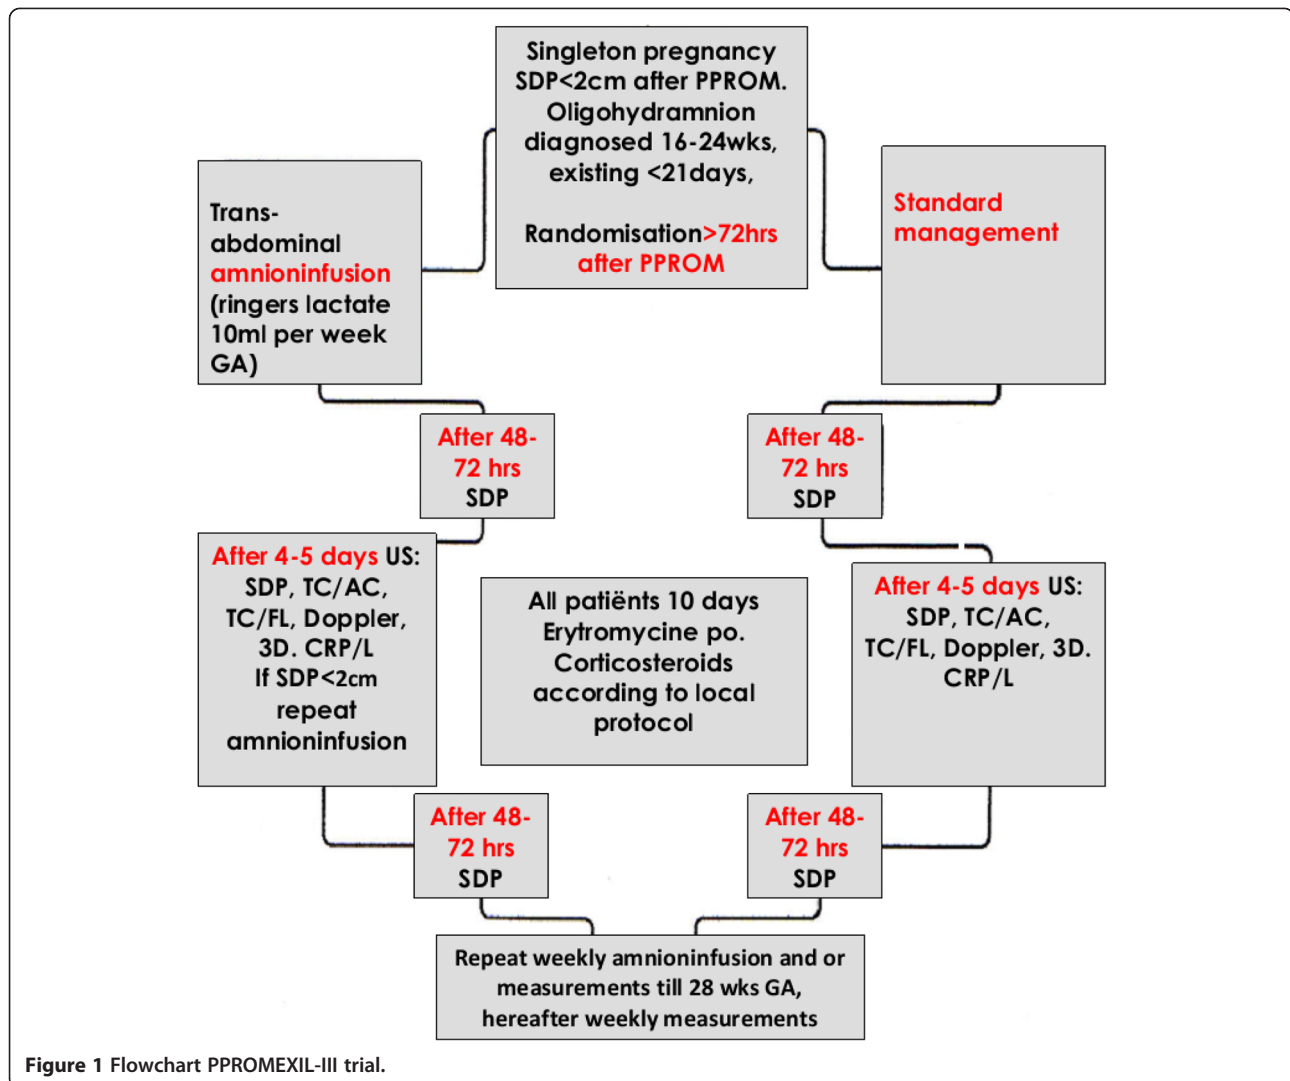 Singleton pregnancy
SDP<2cm after PPROM.
Oligohydramnion
diagnosed 16-24wks,
existing <21days,
Randomisation>72hrs
after PPROM
Trans-
abdominal
amnioninfusion
(ringers lactate
10ml per week
GA)
Standard
management
After 48-
72 hrs
SDP
After 48-
72 hrs
SDP
After 4-5 days US:
SDP, TC/AC,
TC/FL, Doppler,
3D. CRP/L
If SDP<2cm
repeat
amnioninfusion
All patiënts 10 days
Erytromycine po.
Corticosteroids
according to local
protocol
After 4-5 days US:
SDP, TC/AC,
TC/FL, Doppler, 3D.
CRP/L
After 48-
72 hrs
SDP
After 48-
72 hrs
SDP
Repeat weekly amnioninfusion and or
measurements till 28 wks GA,
hereafter weekly measurements
Figure 1 Flowchart PPROMEXIL-III trial.